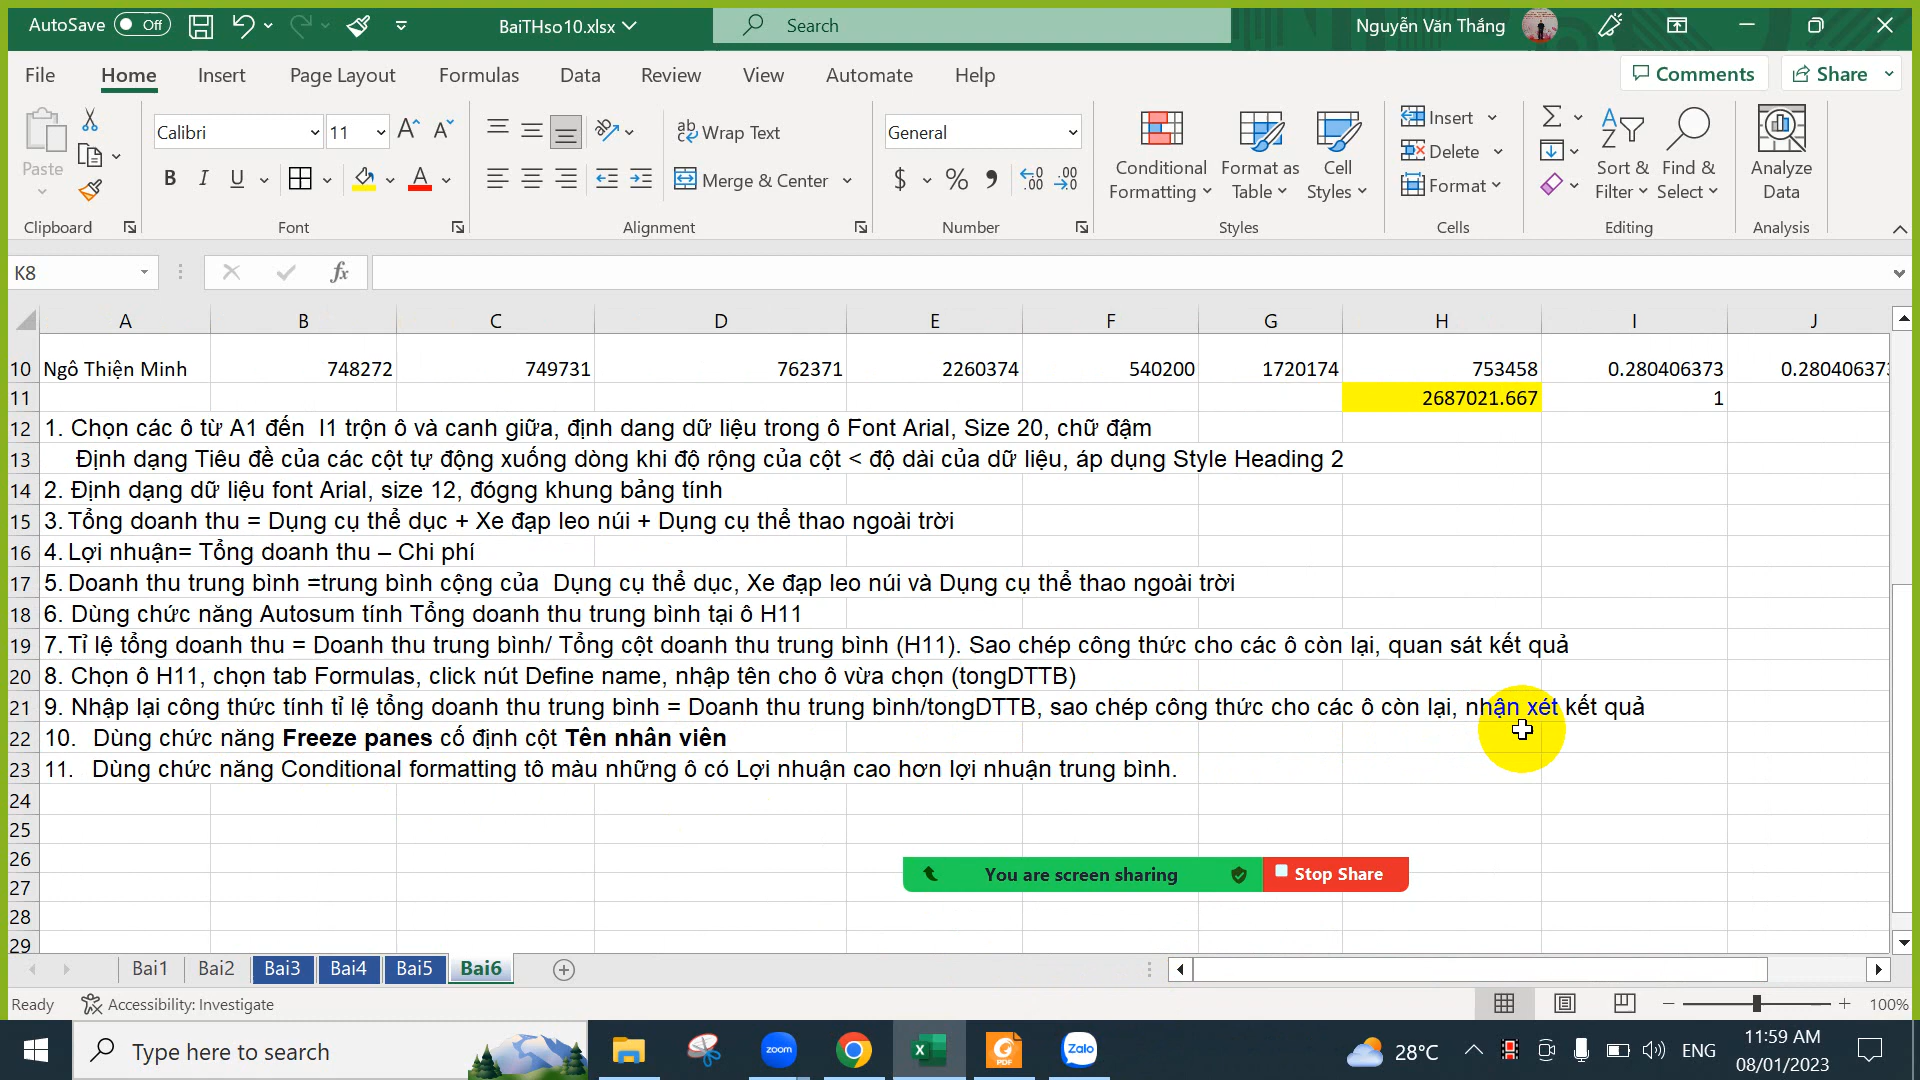 AutoSave Off BaiTHso10.xlsx Search Nguyễn Văn Thắng
File Home Insert Page Layout Formulas Data Review View Automate Help Comments Share
Paste Calibri 11 Wrap Text General Insert
Merge & Center Conditional Formatting Format as Table Cell Styles Delete Format Sort & Filter Find & Select Analyze Data
B I U A $ % 
Clipboard Font Alignment Number Styles Cells Editing Analysis
K8 fx
A B C D E F G H I J
10 Ngô Thiện Minh 748272 749731 762371 2260374 540200 1720174 753458 0.280406373 0.280406373
11 2687021.667 1
12 1. Chọn các ô từ A1 đến I1 trộn ô và canh giữa, định dang dữ liệu trong ô Font Arial, Size 20, chữ đậm
13 Định dạng Tiêu đề của các cột tự động xuống dòng khi độ rộng của cột < độ dài của dữ liệu, áp dụng Style Heading 2
14 2. Định dạng dữ liệu font Arial, size 12, đógng khung bảng tính
15 3. Tổng doanh thu = Dụng cụ thể dục + Xe đạp leo núi + Dụng cụ thể thao ngoài trời
16 4. Lợi nhuận= Tổng doanh thu – Chi phí
17 5. Doanh thu trung bình =trung bình cộng của Dụng cụ thể dục, Xe đạp leo núi và Dụng cụ thể thao ngoài trời
18 6. Dùng chức năng Autosum tính Tổng doanh thu trung bình tại ô H11
19 7. Tỉ lệ tổng doanh thu = Doanh thu trung bình/ Tổng cột doanh thu trung bình (H11). Sao chép công thức cho các ô còn lại, quan sát kết quả
20 8. Chọn ô H11, chọn tab Formulas, click nút Define name, nhập tên cho ô vừa chọn (tongDTTB)
21 9. Nhập lại công thức tính tỉ lệ tổng doanh thu trung bình = Doanh thu trung bình/tongDTTB, sao chép công thức cho các ô còn lại, nhận xét kết quả
22 10. Dùng chức năng Freeze panes cố định cột Tên nhân viên
23 11. Dùng chức năng Conditional formatting tô màu những ô có Lợi nhuận cao hơn lợi nhuận trung bình.
24
25
26
27 You are screen sharing Stop Share
28
29
Bai1 Bai2 Bai3 Bai4 Bai5 Bai6
Ready Accessibility: Investigate 100%
Type here to search zoom PDF Zalo 28°C ENG 11:59 AM
08/01/2023